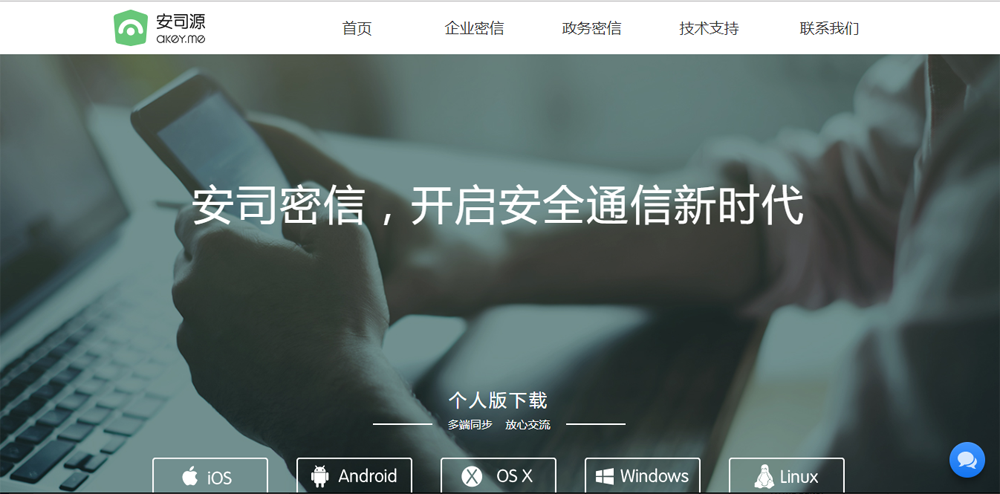 安司源
akey.me
首页 企业密信 政务密信 技术支持 联系我们
安司密信，开启安全通信新时代
个人版下载
多端同步 放心交流
iOS Android OS X Windows Linux